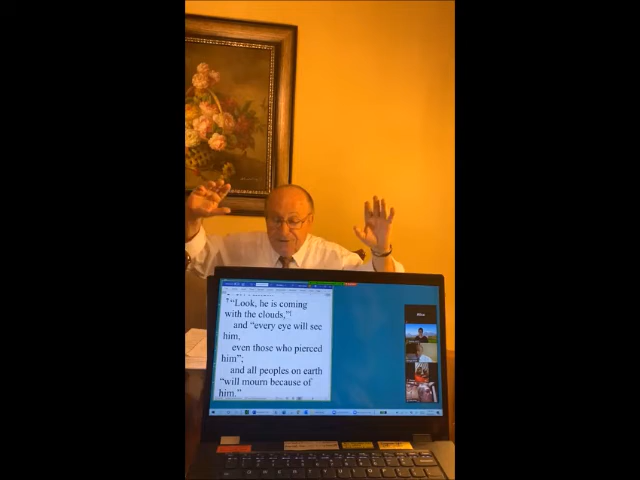 7“Look, he is coming
with the clouds,”f
and “every eye will see
him,
even those who pierced
him”;
and all peoples on earth
“will mourn because of
him.”